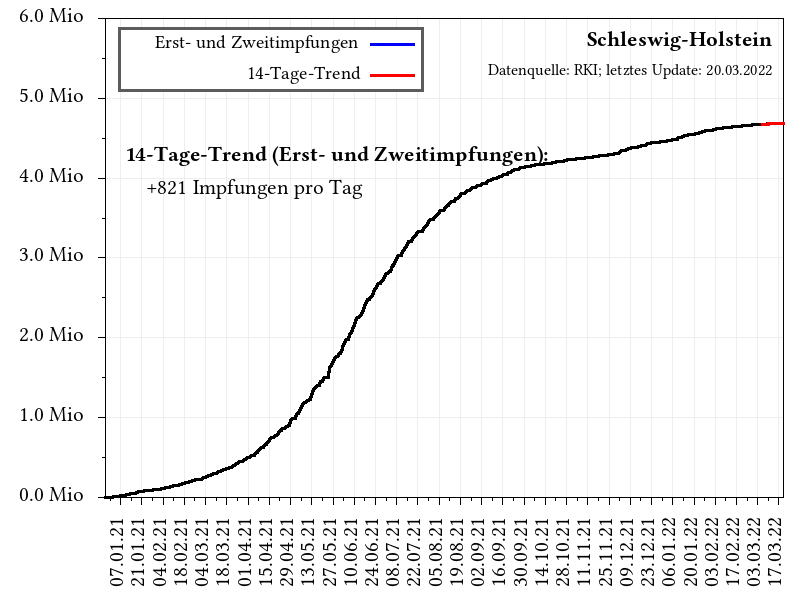 6.0 Mio
5.0 Mio
4.0 Mio
3.0 Mio
2.0 Mio
1.0 Mio
0.0 Mio
Erst- und Zweitimpfungen
14-Tage-Trend
Schleswig-Holstein
Datenquelle: RKI; letztes Update: 20.03.2022
14-Tage-Trend (Erst- und Zweitimpfungen):
+821 Impfungen pro Tag
07.01.21
21.01.21
04.02.21
18.02.21
04.03.21
18.03.21
01.04.21
15.04.21
29.04.21
13.05.21
27.05.21
10.06.21
24.06.21
08.07.21
22.07.21
05.08.21
19.08.21
02.09.21
16.09.21
30.09.21
14.10.21
28.10.21
11.11.21
25.11.21
09.12.21
23.12.21
06.01.22
20.01.22
03.02.22
17.02.22
03.03.22
17.03.22